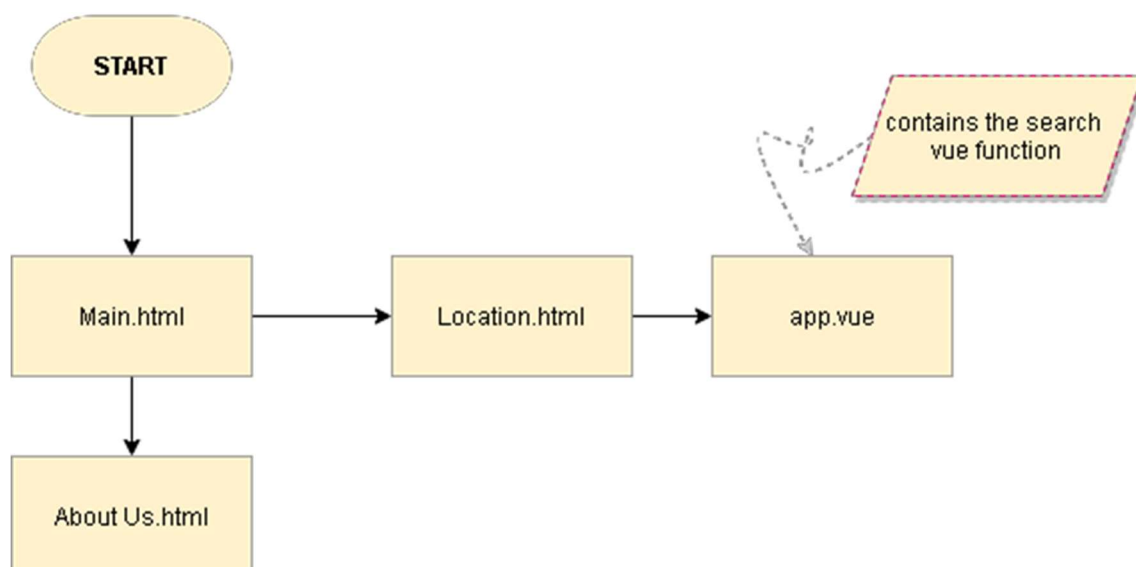 START
contains the search
vue function
Main.html
Location.html
app.vue
About Us.html